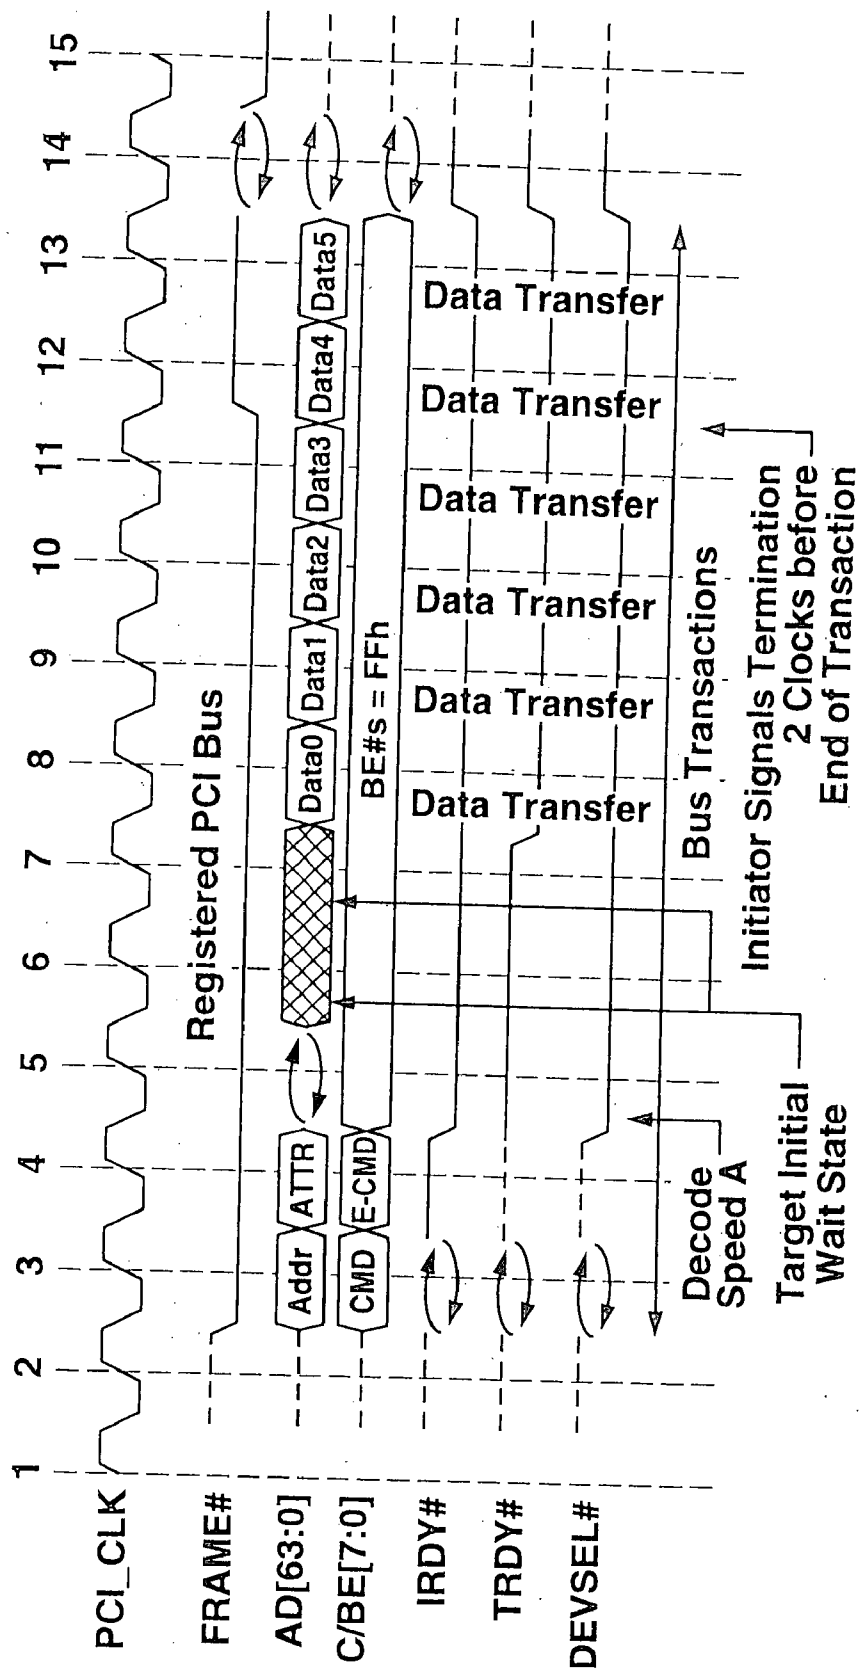 1 2 3 4 5 6 7 8 9 10 11 12 13 14 15
PCI_CLK
Registered PCI Bus
FRAME#
AD[63:0] Addr ATTR Data0 Data1 Data2 Data3 Data4 Data5
C/BE[7:0] CMD E-CMD BE#s = FFh
IRDY#
Data Transfer Data Transfer Data Transfer Data Transfer Data Transfer Data Transfer
TRDY#
DEVSEL#
Bus Transactions
Decode
Speed A
Target Initial
Wait State
Initiator Signals Termination
2 Clocks before
End of Transaction